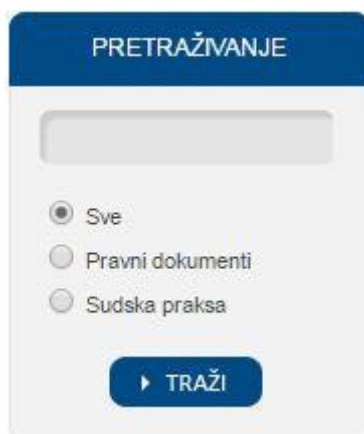 PRETRAŽIVANJE
Sve
Pravni dokumenti
Sudska praksa
TRAŽI